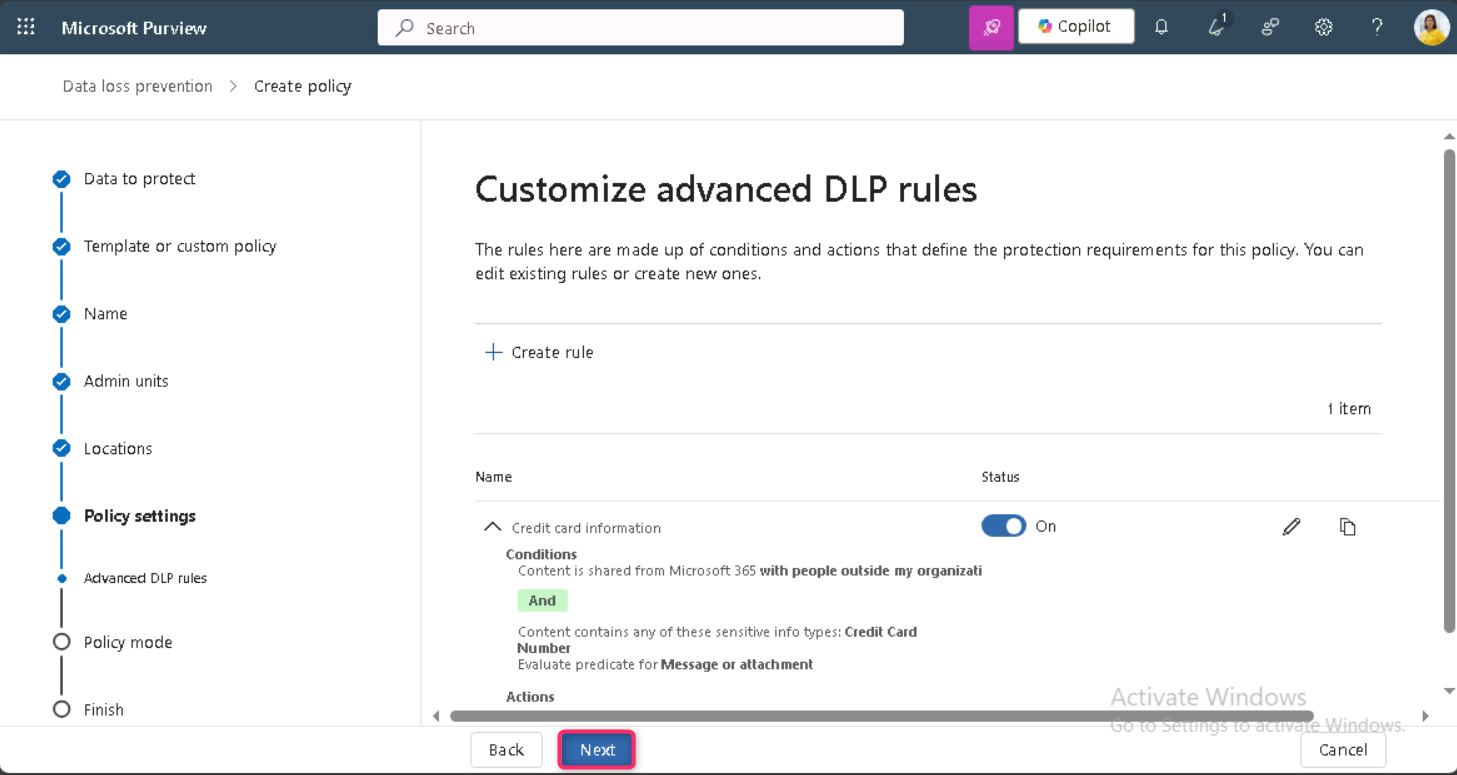 Microsoft Purview
Search
Copilot
1
Data loss prevention > Create policy
Data to protect
Template or custom policy
Name
Admin units
Locations
Policy settings
Advanced DLP rules
Policy mode
Finish
Customize advanced DLP rules
The rules here are made up of conditions and actions that define the protection requirements for this policy. You can
edit existing rules or create new ones.
+ Create rule
1 item
Name
Status
Credit card information
On
Conditions
Content is shared from Microsoft 365 with people outside my organizati
And
Content contains any of these sensitive info types: Credit Card
Number
Evaluate predicate for Message or attachment
Actions
Activate Windows
Go to Settings to activate Windows.
Back
Next
Cancel